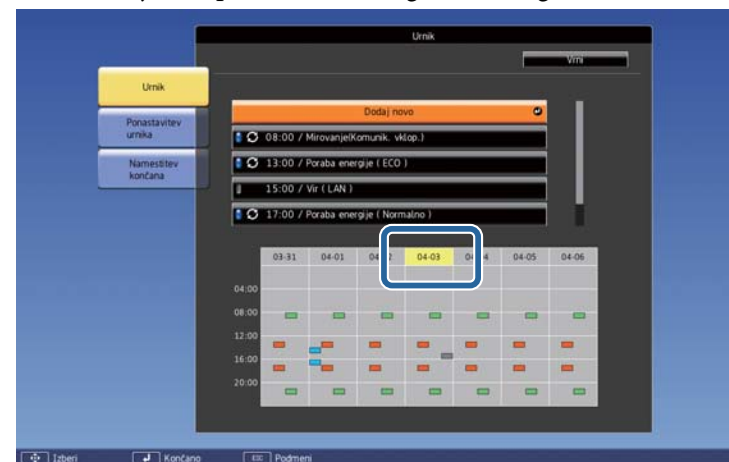 Urnik
Vrni
Urnik
Ponastavitev
urnika
Namestitev
končana
Dodaj novo
08:00 / Mirovanje(Komunik. vklop.)
13:00 / Poraba energije ( ECO )
15:00 / Vir ( LAN )
17:00 / Poraba energije ( Normalno )
03-31 04-01 04-03 04-05 04-06
04:00
08:00
12:00
16:00
20:00
Izberi Končano Esc Podmeni